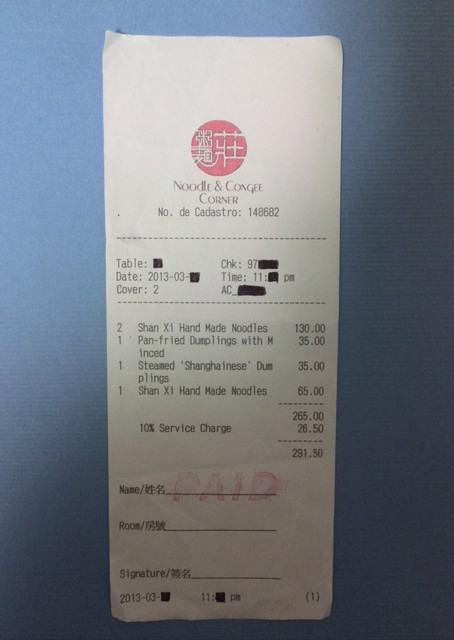 粥麵莊
NOODLE & CONGEE
CORNER
No. de Cadastro: 148682
Table:
Chk: 97
Date: 2013-03-
Time: 11: pm
Cover: 2
AC
2 Shan Xi Hand Made Noodles 130.00
1 Pan-fried Dumplings with M 35.00
inced
1 Steamed 'Shanghainese' Dum 35.00
plings
1 Shan Xi Hand Made Noodles 65.00
265.00
10% Service Charge 26.50
291.50
Name/姓名
PAID
Room/房號
Signature/簽名
2013-03- 11: pm (1)